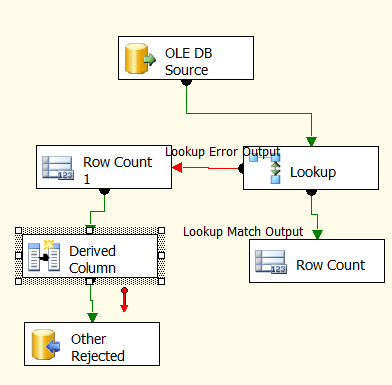 OLE DB
Source
Lookup Error Output
Row Count
1
Lookup
Lookup Match Output
Derived
Column
Row Count
Other
Rejected